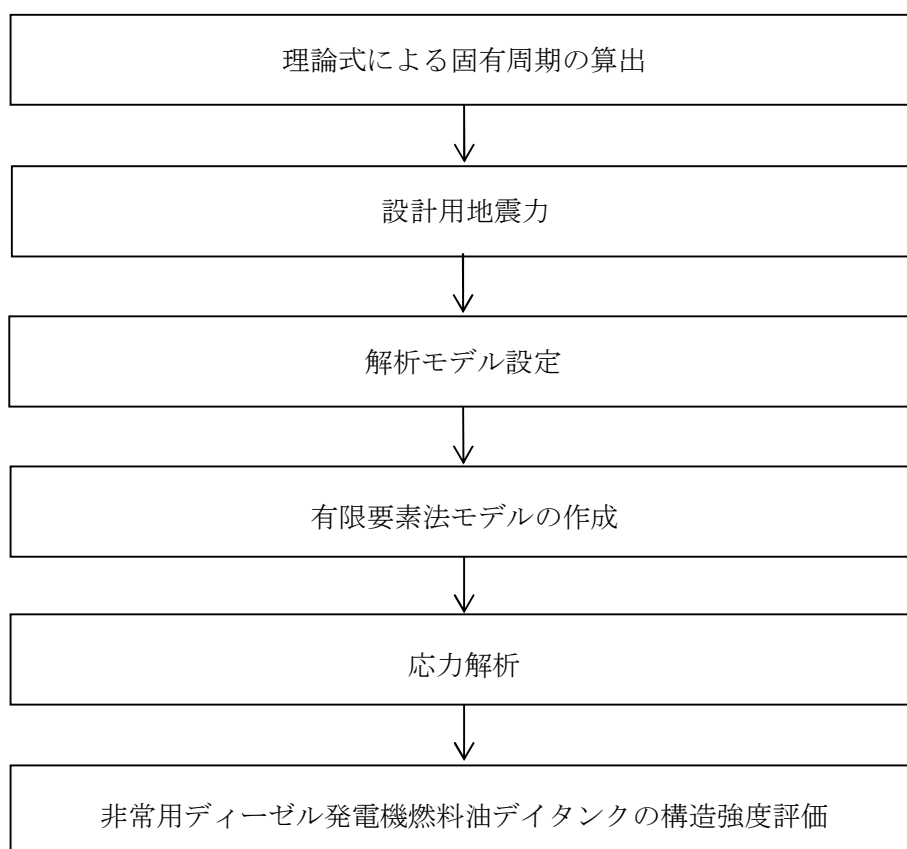 理論式による固有周期の算出
設計用地震力
解析モデル設定
有限要素法モデルの作成
応力解析
非常用ディーゼル発電機燃料油デイタンクの構造強度評価